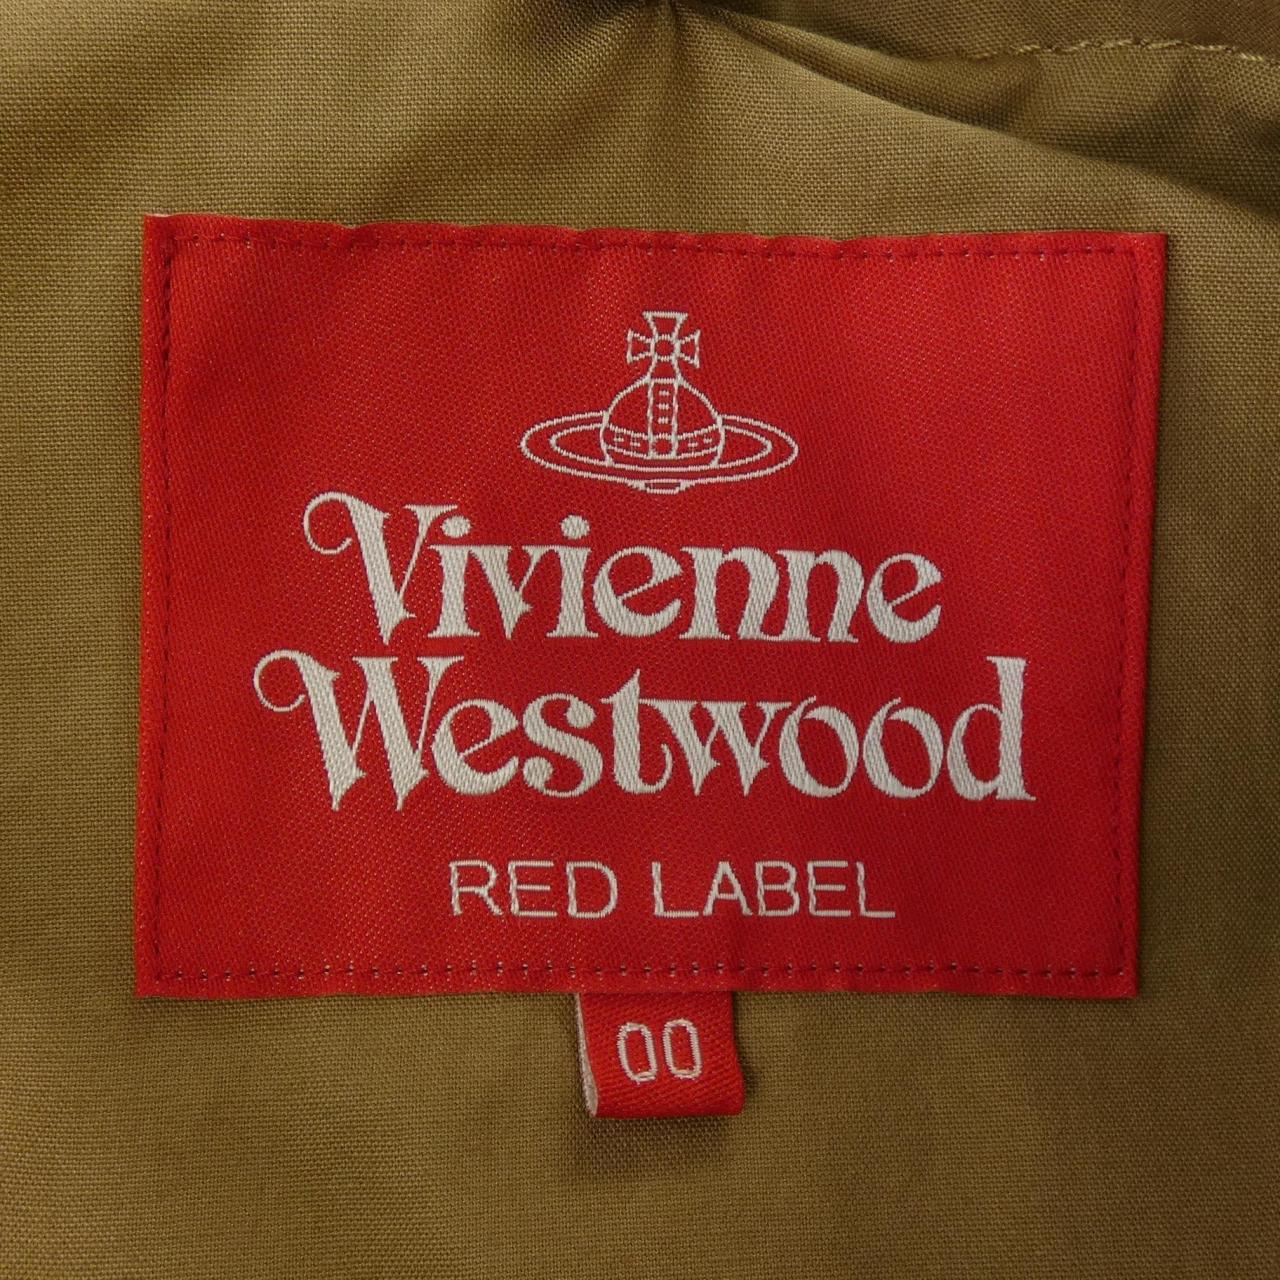 Vivienne
Westwood
RED LABEL
00